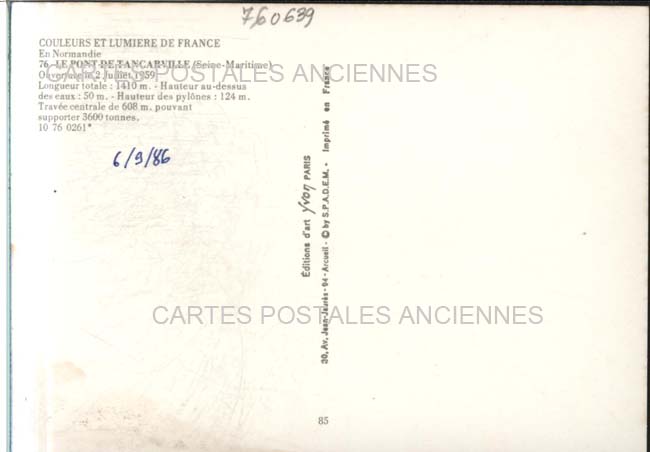 760639
COULEURS ET LUMIERE DE FRANCE
En Normandie
76 - LE PONT DE TANCARVILLE (Seine-Maritime)
CARTES POSTALES ANCIENNES
Ouverture le 2 Juillet 1959
Longueur totale : 1410 m. - Hauteur au-dessus
des eaux : 50 m. - Hauteur des pylônes : 124 m.
Travée centrale de 608 m. pouvant
supporter 3600 tonnes.
10 76 0261*
6/9/86
Éditions d'art yvon PARIS
30, Av. Jean-Jaurès - 94 - Arcueil - © by S.P.A.D.E.M. - Imprimé en France
CARTES POSTALES ANCIENNES
85